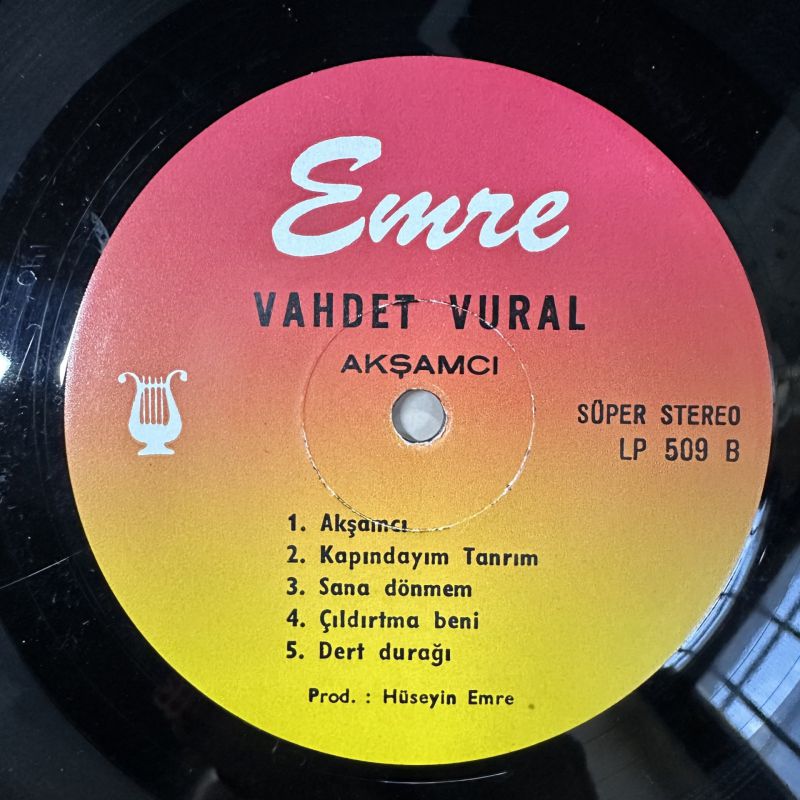 Emre
VAHDET VURAL
AKŞAMCI
SÜPER STEREO
LP 509 B
1. Akşamcı
2. Kapındayım Tanrım
3. Sana dönmem
4. Çıldırtma beni
5. Dert durağı
Prod. : Hüseyin Emre